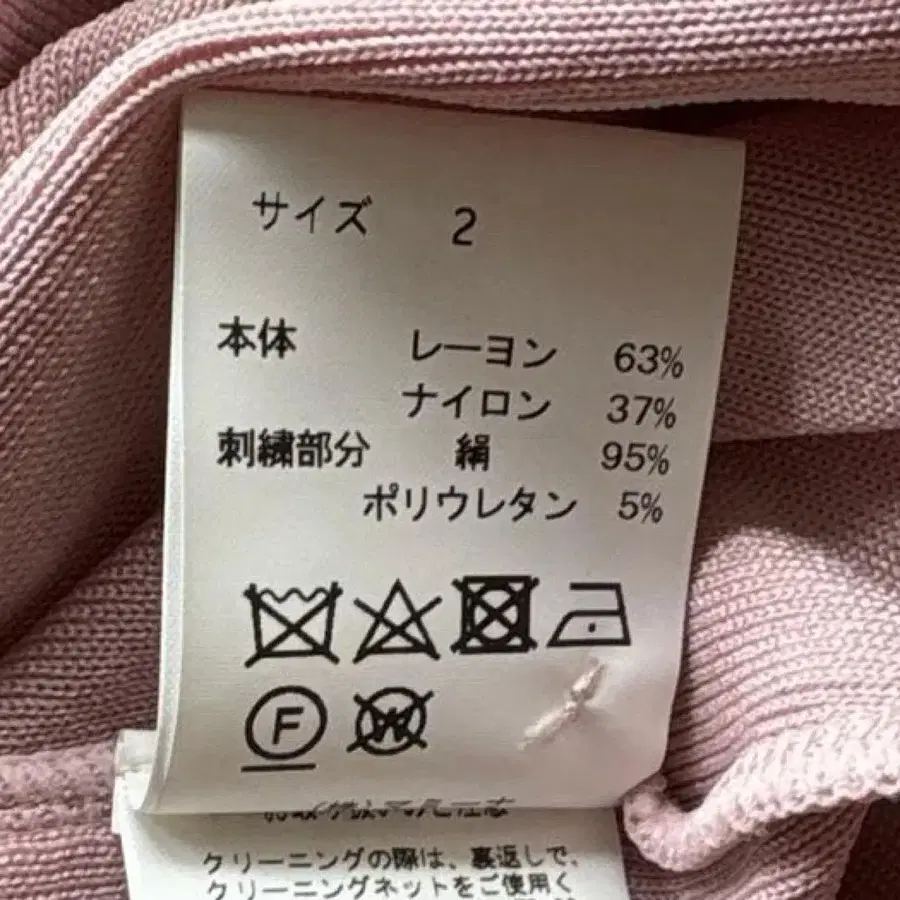 サイズ 2
本体 レーヨン 63%
ナイロン 37%
刺繍部分 絹 95%
ポリウレタン 5%
F W
クリーニングの際は、裏返しで、
クリーニングネットをご使用く